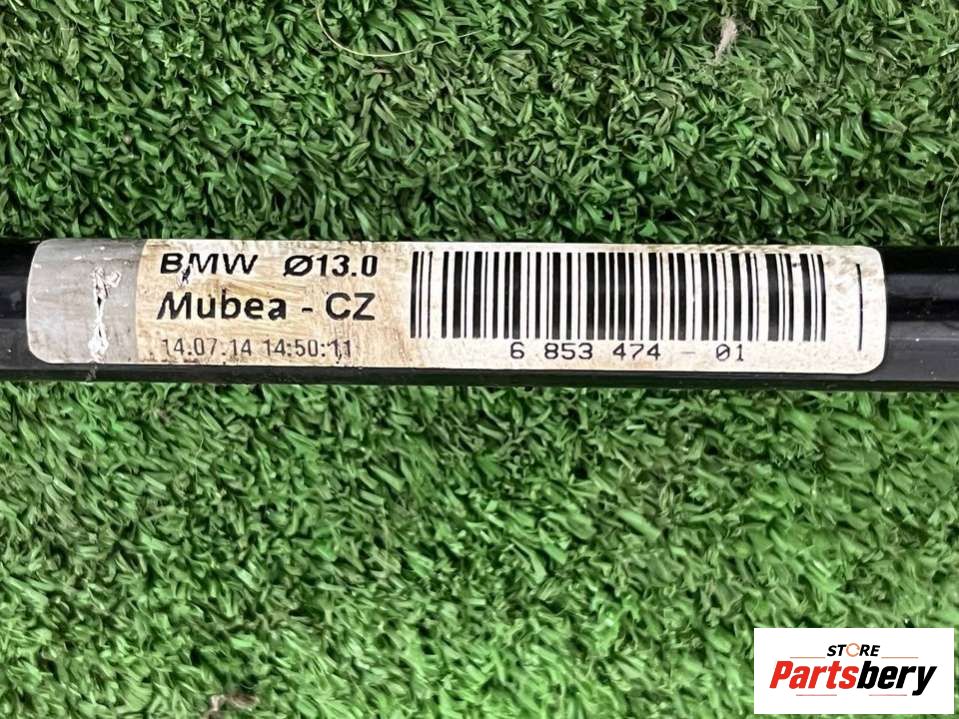 BMW Ø13.0
Mubea - CZ
14.07.14 14:50:11
6 853 474 - 01
STORE
Partsbery